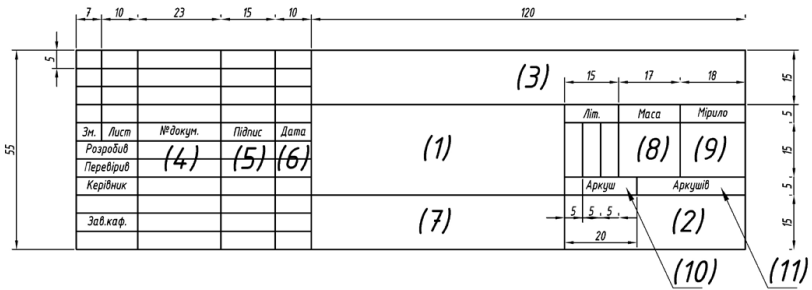 7 10 23 15 10 120
5
(3)
15 17 18
15
55
Зм. Лист №докум. Підпис Дата
Літ. Маса Мірило
5
Розробив
Перевірив
(4) (5) (6)
(1)
(8) (9)
15
Керівник
Аркуш Аркушів
5
Зав.каф.
(7)
5 5 5
(2)
15
20
(10) (11)